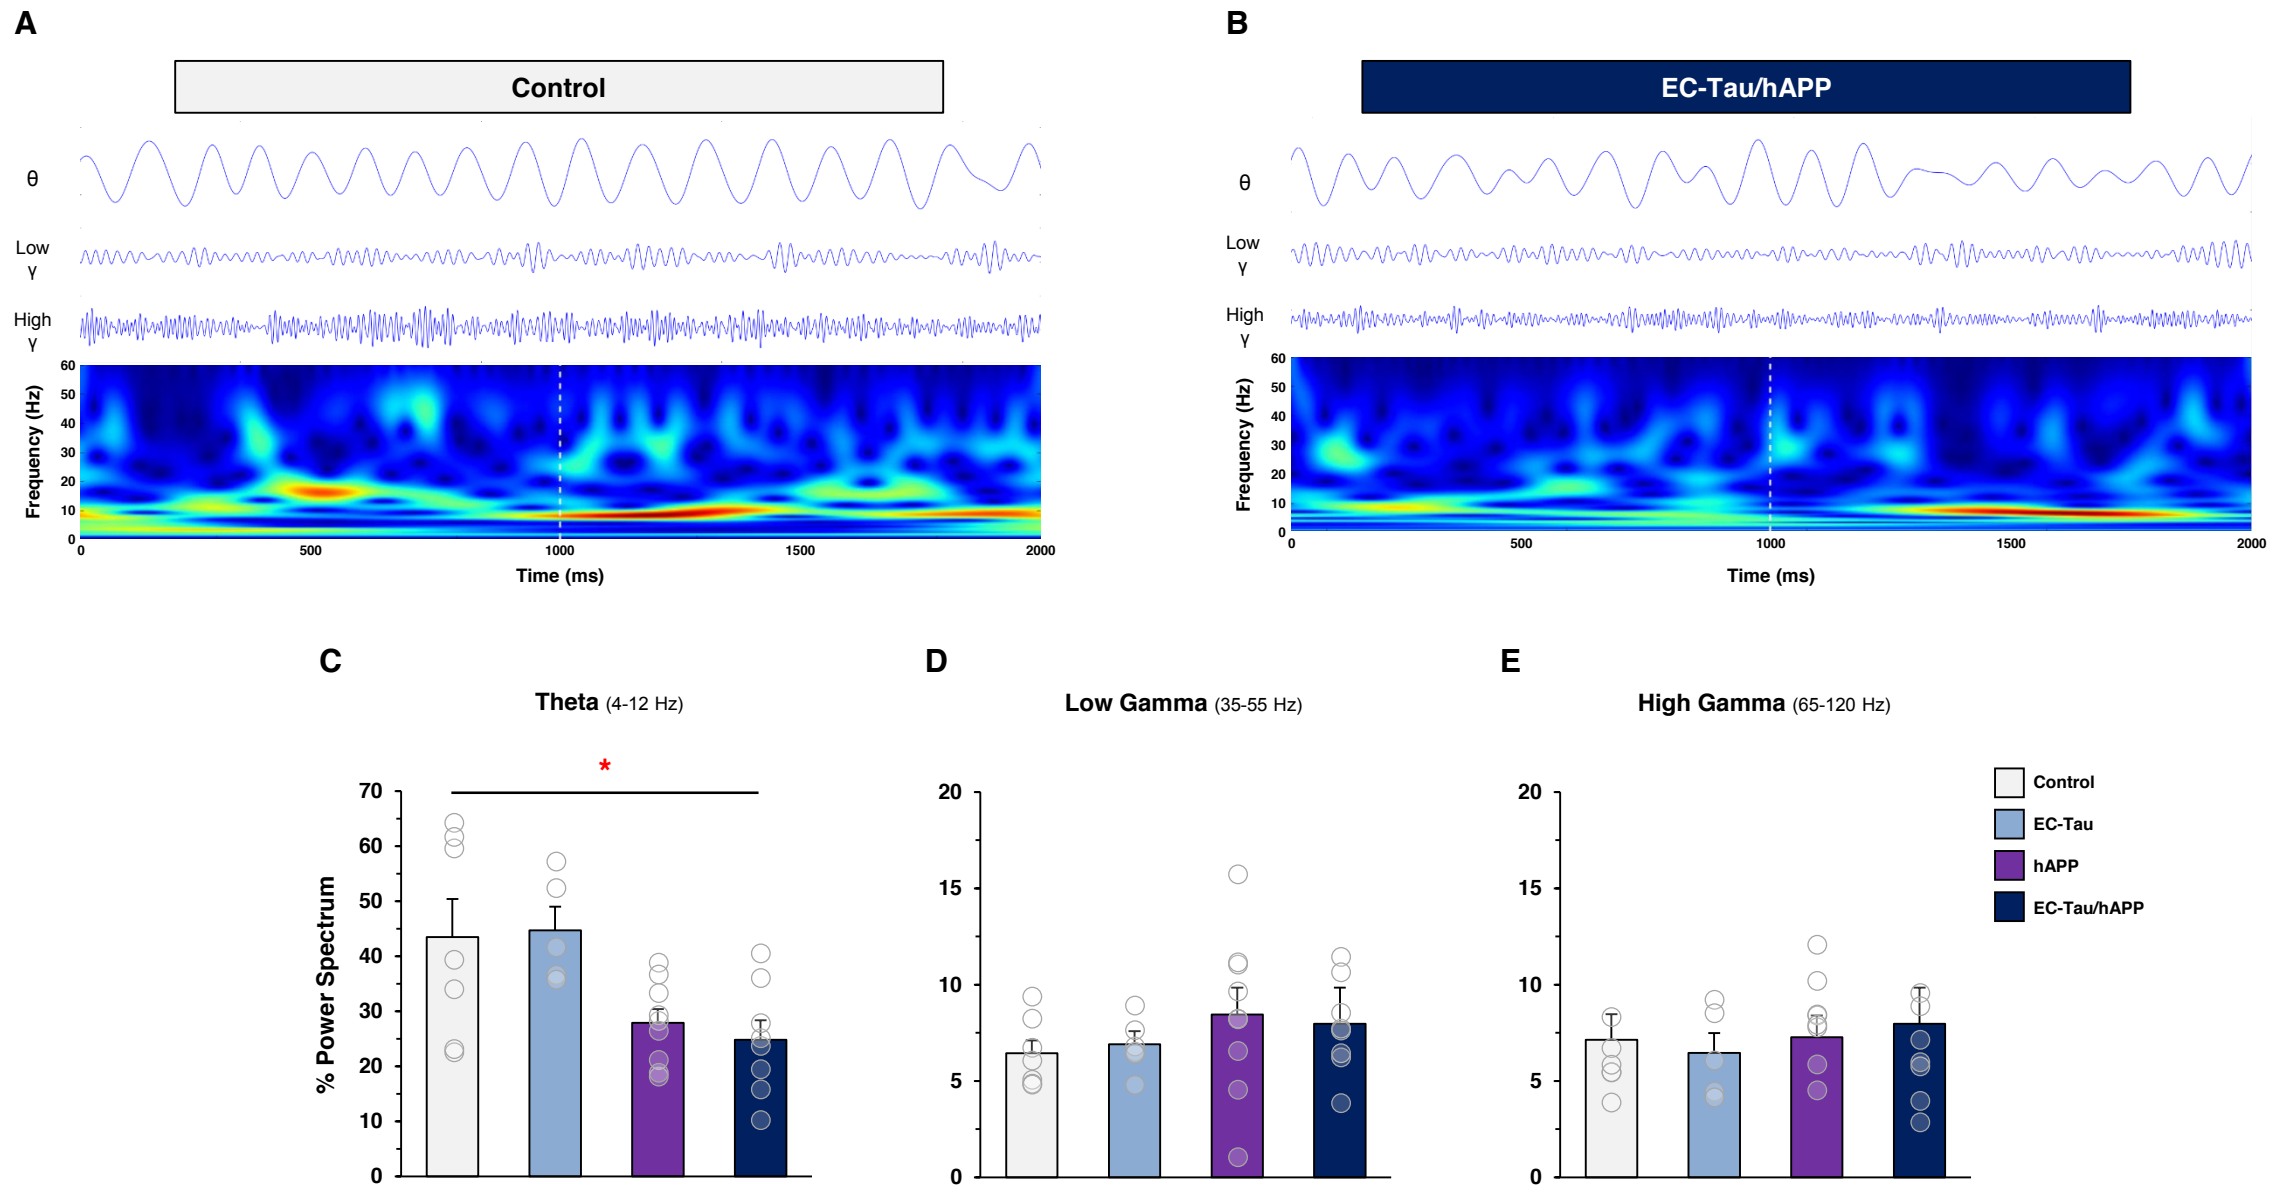 A
Control
θ
Low
γ
High
γ
60
50
40
30
20
10
0
Frequency (Hz)
0 500 1000 1500 2000
Time (ms)
B
EC-Tau/hAPP
θ
Low
γ
High
γ
60
50
40
30
20
10
0
Frequency (Hz)
0 500 1000 1500 2000
Time (ms)
C
Theta (4-12 Hz)
*
70
60
50
40
30
20
10
0
% Power Spectrum
D
Low Gamma (35-55 Hz)
20
15
10
5
0
E
High Gamma (65-120 Hz)
20
15
10
5
0
Control
EC-Tau
hAPP
EC-Tau/hAPP